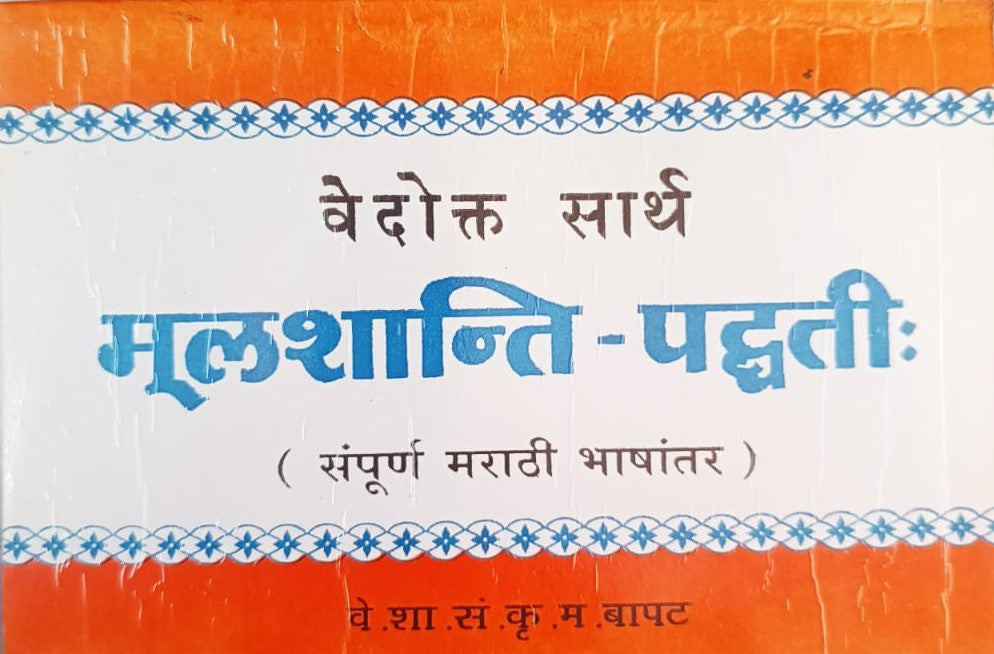 वेदोक्त सार्थ
मूलशान्ति - पद्धतीः
( संपूर्ण मराठी भाषांतर )
वे.शा.सं.कृ.म.बापट